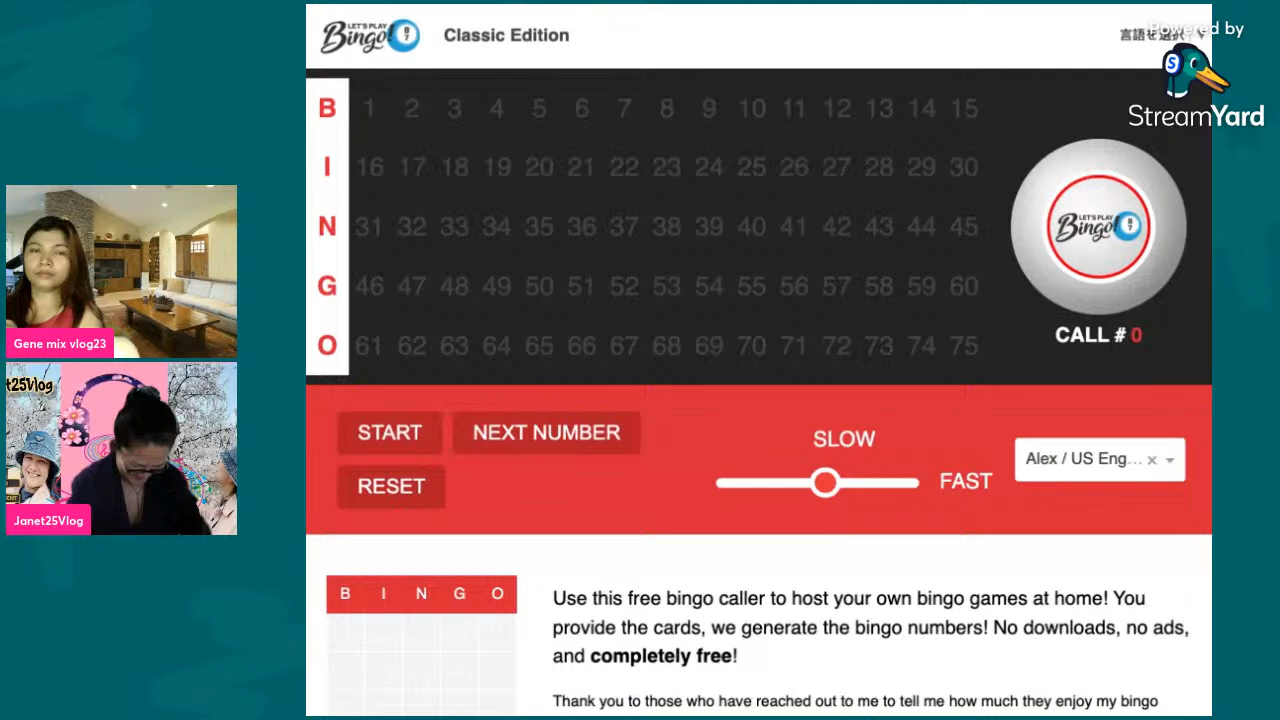 LET'S PLAY
Bingo!
B
7
Classic Edition
言語を選択
Powered by
StreamYard
B 1 2 3 4 5 6 7 8 9 10 11 12 13 14 15
I 16 17 18 19 20 21 22 23 24 25 26 27 28 29 30
N 31 32 33 34 35 36 37 38 39 40 41 42 43 44 45
G 46 47 48 49 50 51 52 53 54 55 56 57 58 59 60
O 61 62 63 64 65 66 67 68 69 70 71 72 73 74 75
LET'S PLAY
Bingo!
B
7
CALL # 0
Gene mix vlog23
et25Vlog
Janet25Vlog
START NEXT NUMBER
RESET
SLOW
FAST
Alex / US Eng...
B I N G O
Use this free bingo caller to host your own bingo games at home! You
provide the cards, we generate the bingo numbers! No downloads, no ads,
and completely free!
Thank you to those who have reached out to me to tell me how much they enjoy my bingo